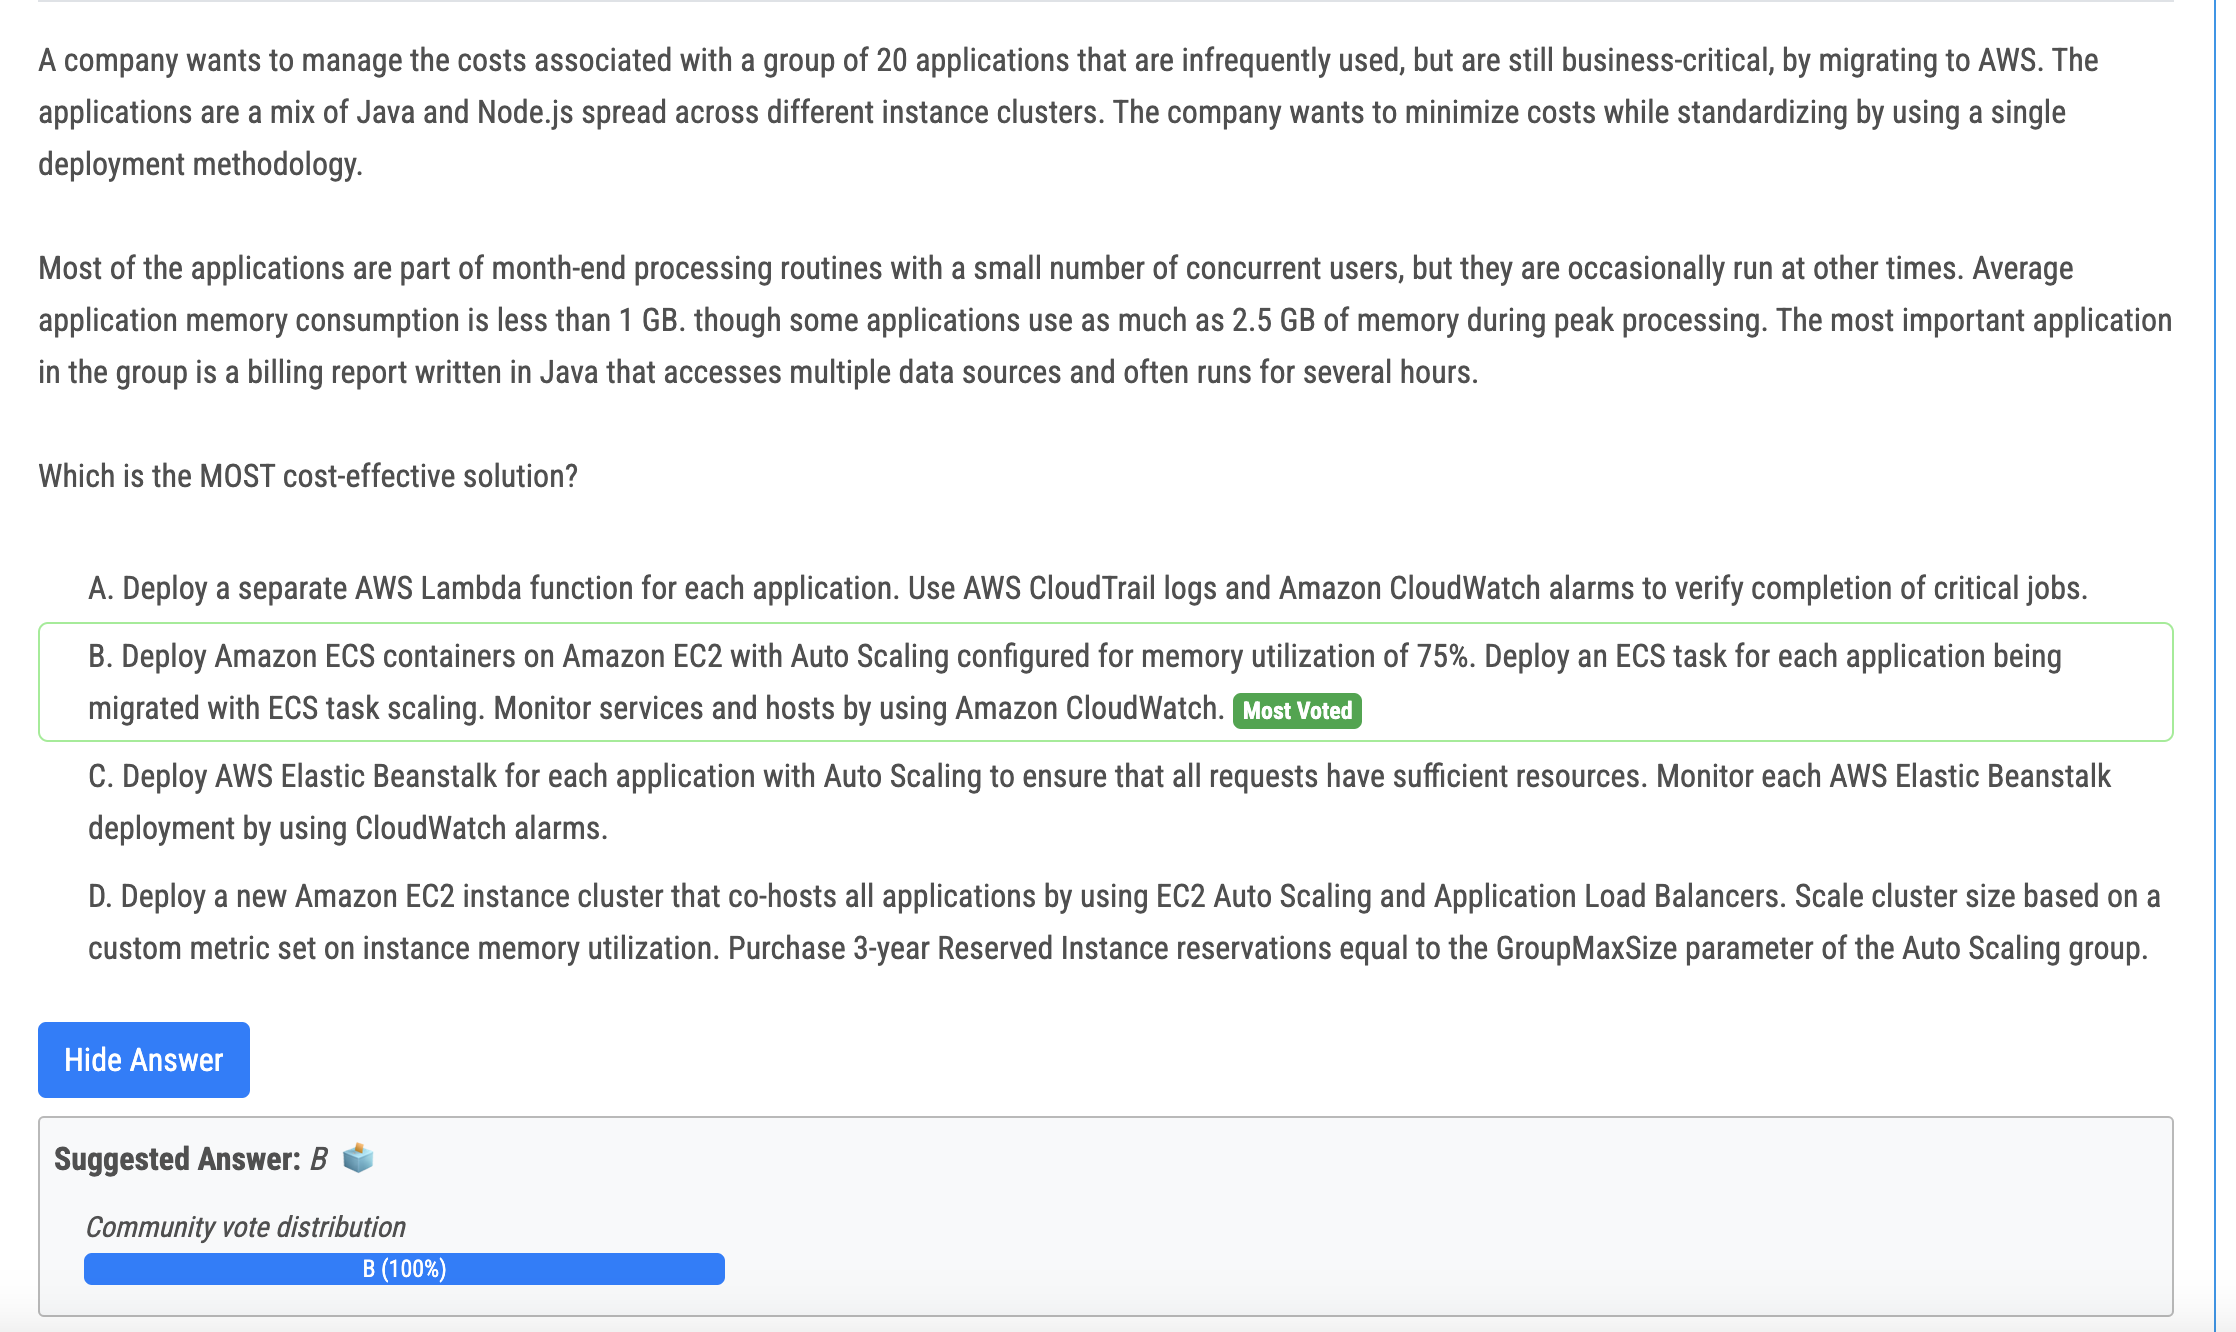 A company wants to manage the costs associated with a group of 20 applications that are infrequently used, but are still business-critical, by migrating to AWS. The
applications are a mix of Java and Node.js spread across different instance clusters. The company wants to minimize costs while standardizing by using a single
deployment methodology.
Most of the applications are part of month-end processing routines with a small number of concurrent users, but they are occasionally run at other times. Average
application memory consumption is less than 1 GB. though some applications use as much as 2.5 GB of memory during peak processing. The most important application
in the group is a billing report written in Java that accesses multiple data sources and often runs for several hours.
Which is the MOST cost-effective solution?
A. Deploy a separate AWS Lambda function for each application. Use AWS CloudTrail logs and Amazon CloudWatch alarms to verify completion of critical jobs.
B. Deploy Amazon ECS containers on Amazon EC2 with Auto Scaling configured for memory utilization of 75%. Deploy an ECS task for each application being
migrated with ECS task scaling. Monitor services and hosts by using Amazon CloudWatch. Most Voted
C. Deploy AWS Elastic Beanstalk for each application with Auto Scaling to ensure that all requests have sufficient resources. Monitor each AWS Elastic Beanstalk
deployment by using CloudWatch alarms.
D. Deploy a new Amazon EC2 instance cluster that co-hosts all applications by using EC2 Auto Scaling and Application Load Balancers. Scale cluster size based on a
custom metric set on instance memory utilization. Purchase 3-year Reserved Instance reservations equal to the GroupMaxSize parameter of the Auto Scaling group.
Hide Answer
Suggested Answer: B
Community vote distribution
B (100%)